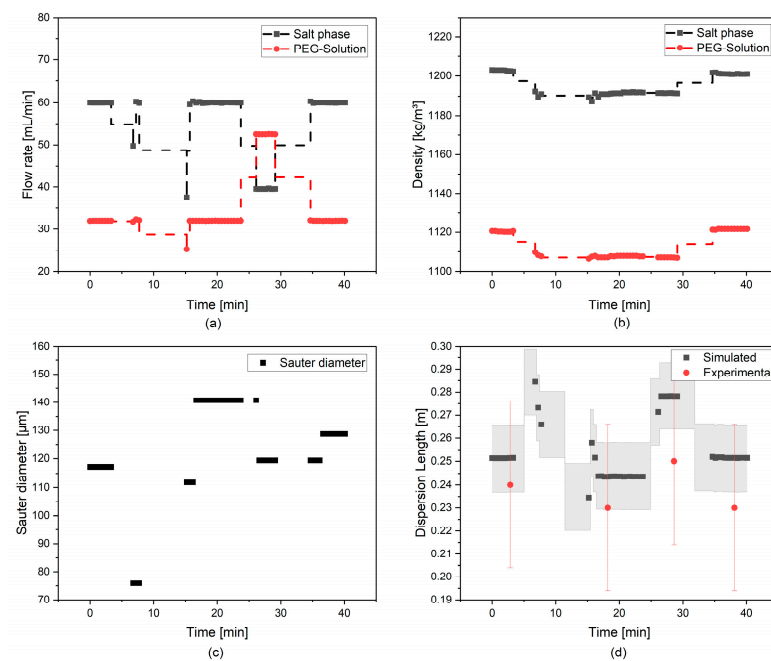 Salt phase
PEG-Solution
80
70
60
50
40
30
20
Flow rate [mL/min]
0 10 20 30 40
Time [min]
(a)
Salt phase
PEG-Solution
1220
1200
1180
1160
1140
1120
1100
Density [kg/m³]
0 10 20 30 40
Time [min]
(b)
Sauter diameter
160
150
140
130
120
110
100
90
80
70
Sauter diameter [µm]
0 10 20 30 40
Time [min]
(c)
Simulated
Experimenta
0.30
0.29
0.28
0.27
0.26
0.25
0.24
0.23
0.22
0.21
0.20
0.19
Dispersion Length [m]
0 10 20 30 40
Time [min]
(d)